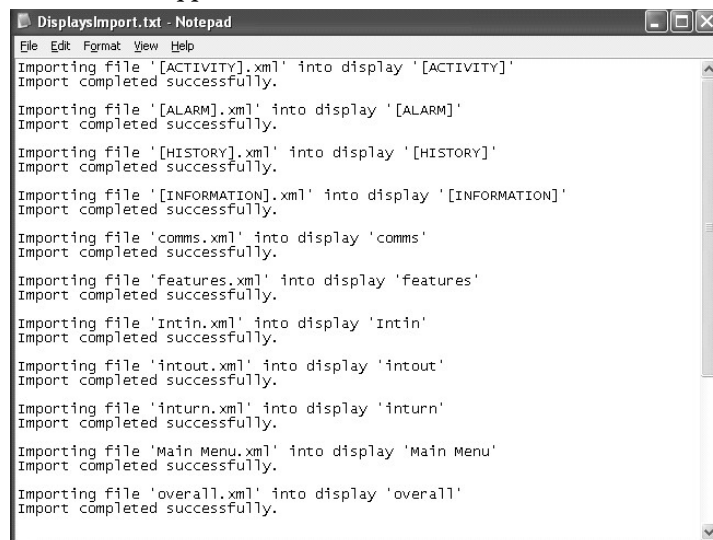 DisplaysImport.txt - Notepad
File Edit Format View Help
Importing file '[ACTIVITY].xml' into display '[ACTIVITY]'
Import completed successfully.
Importing file '[ALARM].xml' into display '[ALARM]'
Import completed successfully.
Importing file '[HISTORY].xml' into display '[HISTORY]'
Import completed successfully.
Importing file '[INFORMATION].xml' into display '[INFORMATION]'
Import completed successfully.
Importing file 'comms.xml' into display 'comms'
Import completed successfully.
Importing file 'features.xml' into display 'features'
Import completed successfully.
Importing file 'Intin.xml' into display 'Intin'
Import completed successfully.
Importing file 'intout.xml' into display 'intout'
Import completed successfully.
Importing file 'inturn.xml' into display 'inturn'
Import completed successfully.
Importing file 'Main Menu.xml' into display 'Main Menu'
Import completed successfully.
Importing file 'overall.xml' into display 'overall'
Import completed successfully.